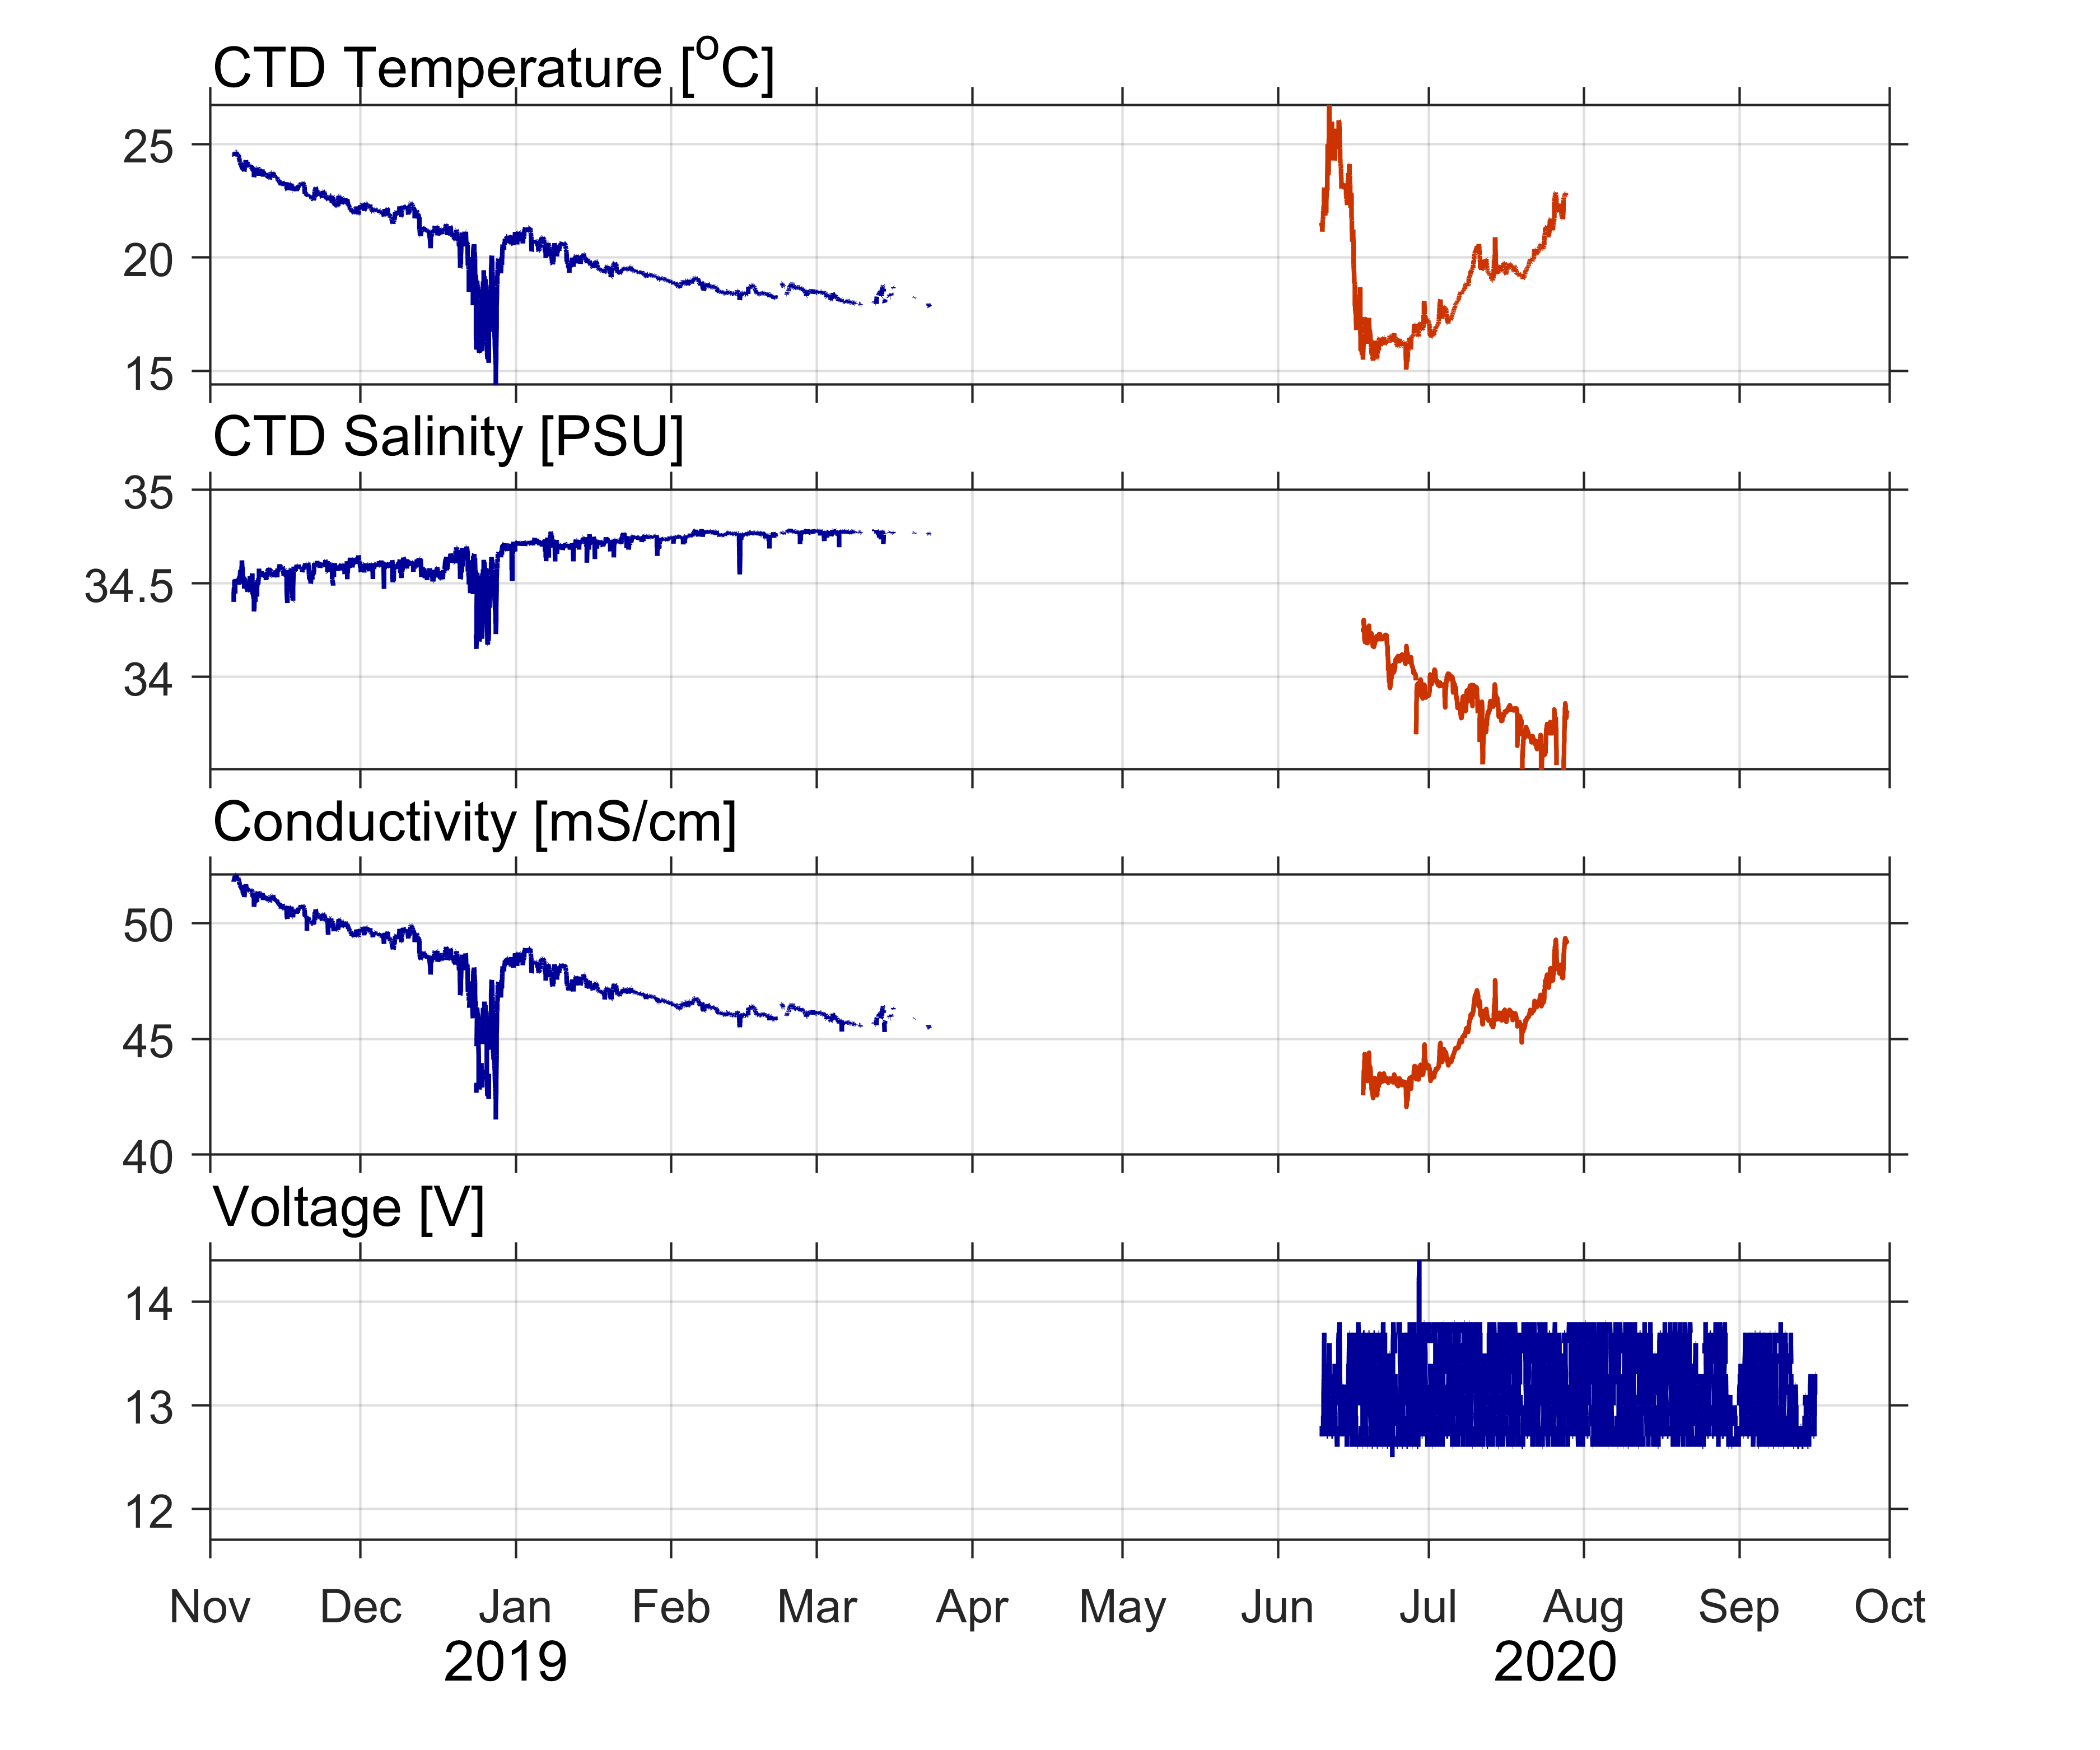 CTD Temperature [°C]
25
20
15
CTD Salinity [PSU]
35
34.5
34
Conductivity [mS/cm]
50
45
40
Voltage [V]
14
13
12
Nov Dec Jan Feb Mar Apr May Jun Jul Aug Sep Oct
2019 2020